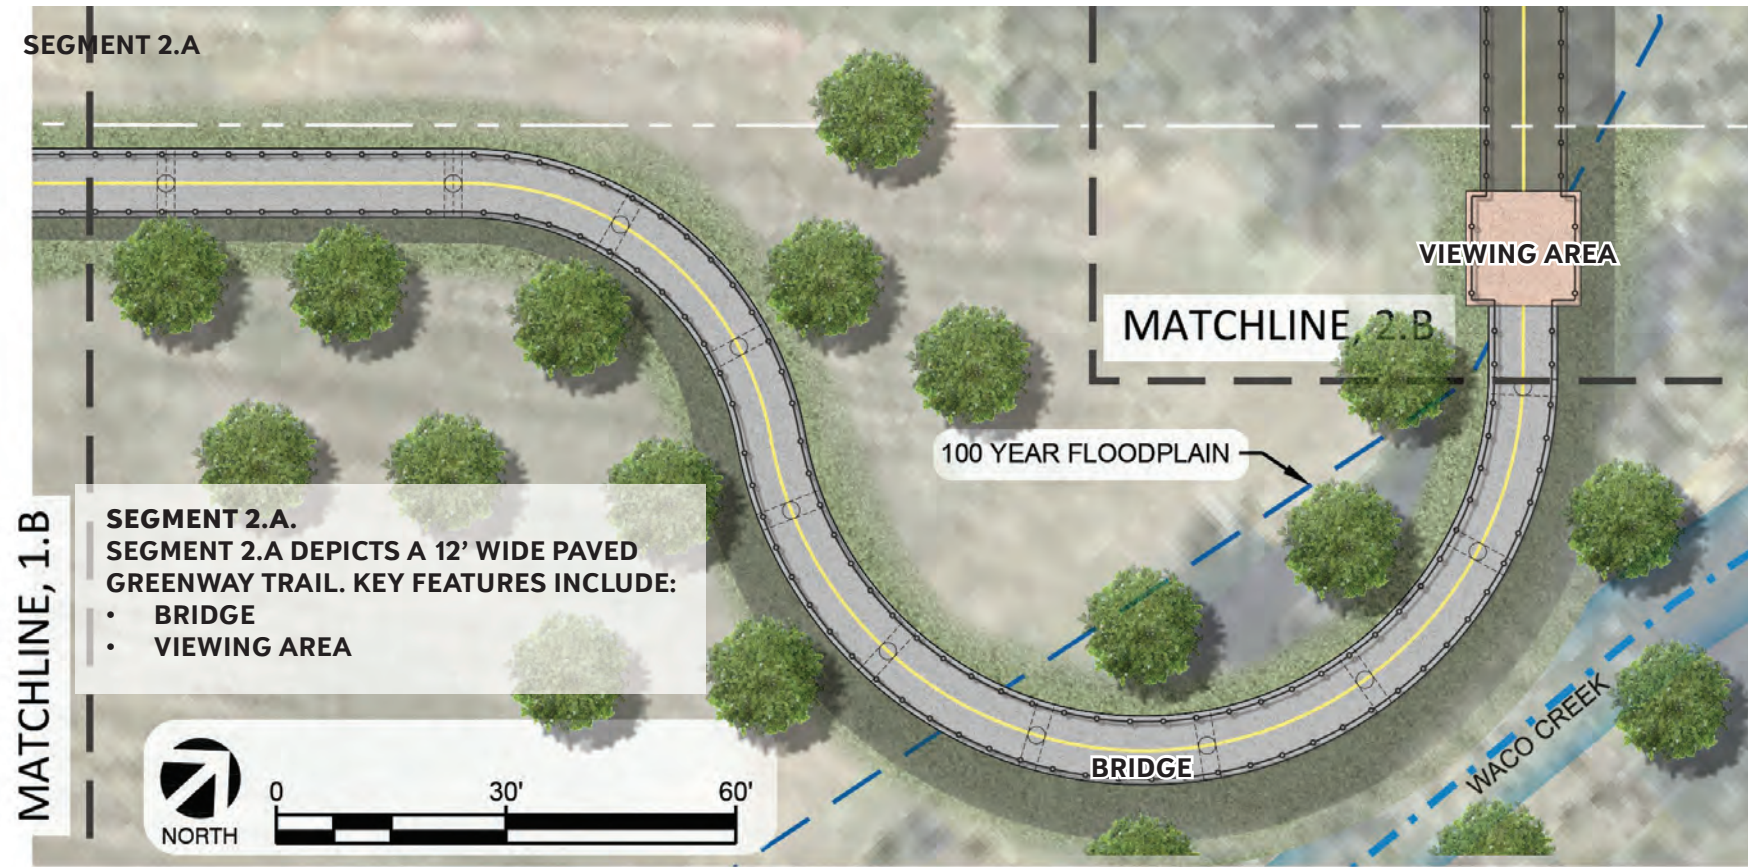 SEGMENT 2.A
VIEWING AREA
MATCHLINE, 2.B
100 YEAR FLOODPLAIN
MATCHLINE, 1.B
SEGMENT 2.A.
SEGMENT 2.A DEPICTS A 12’ WIDE PAVED
GREENWAY TRAIL. KEY FEATURES INCLUDE:
• BRIDGE
• VIEWING AREA
WACO CREEK
BRIDGE
0 30' 60'
NORTH